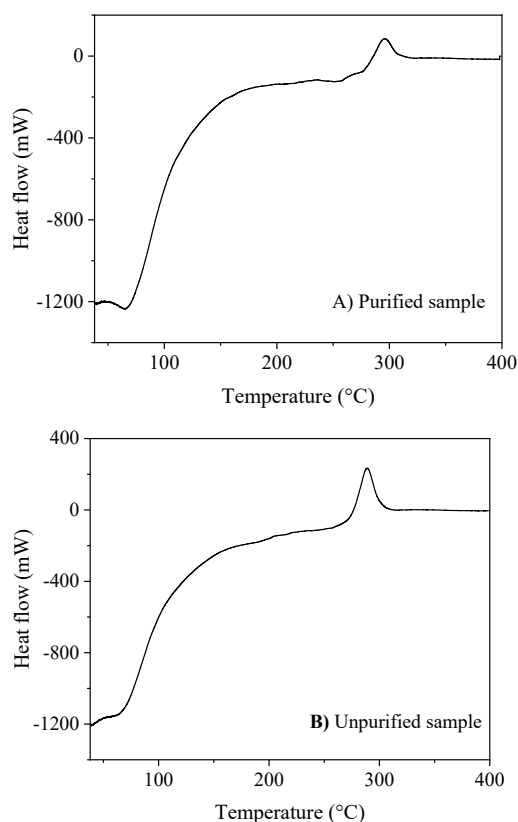 0
-400
-800
-1200
Heat flow (mW)
A) Purified sample
100
200
300
400
Temperature (°C)
400
0
-400
-800
-1200
Heat flow (mW)
B) Unpurified sample
100
200
300
400
Temperature (°C)